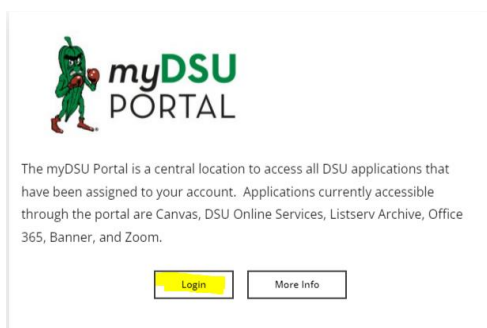 myDSU
PORTAL
The myDSU Portal is a central location to access all DSU applications that
have been assigned to your account. Applications currently accessible
through the portal are Canvas, DSU Online Services, Listserv Archive, Office
365, Banner, and Zoom.
Login More Info